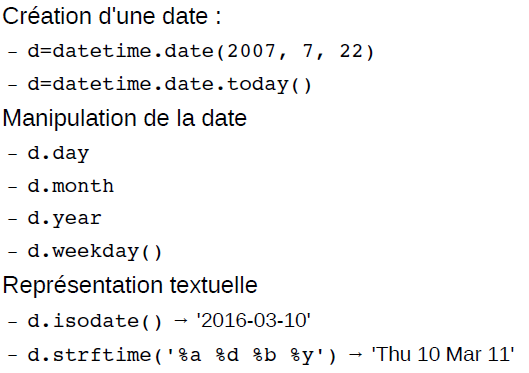 Création d'une date :
– d=datetime.date(2007, 7, 22)
– d=datetime.date.today()
Manipulation de la date
– d.day
– d.month
– d.year
– d.weekday()
Représentation textuelle
– d.isodate() → '2016-03-10'
– d.strftime('%a %d %b %y') → 'Thu 10 Mar 11'